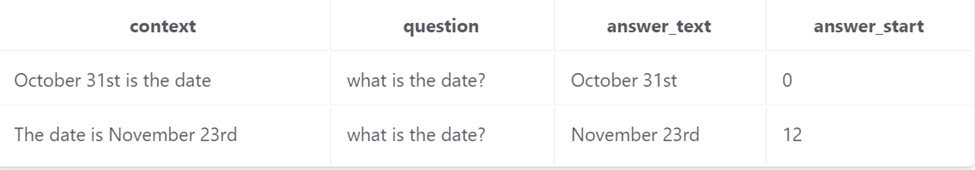 context question answer_text answer_start
October 31st is the date what is the date? October 31st 0
The date is November 23rd what is the date? November 23rd 12